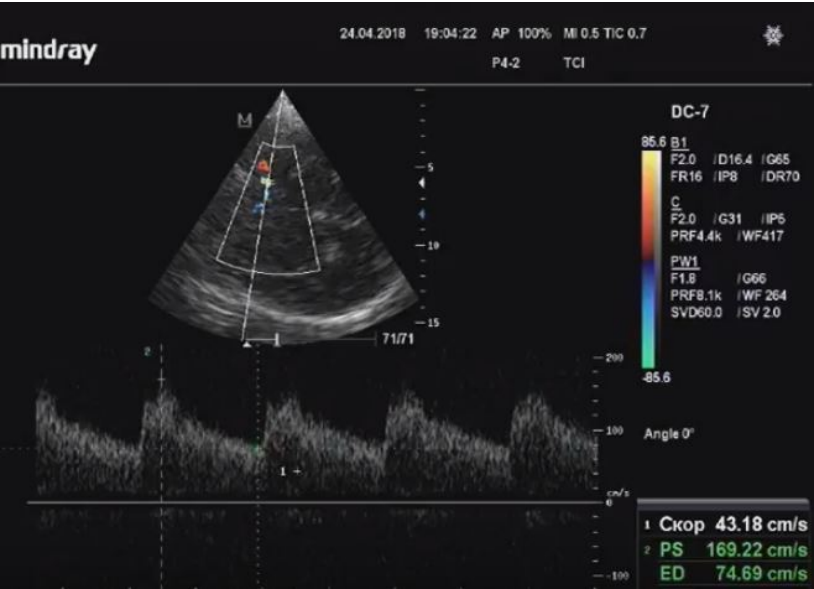 mindray
24.04.2018 19:04:22 AP 100% MI 0.5 TIC 0.7
P4-2 TCI
M
DC-7
85.6
B1
F2.0 /D16.4 /G65
FR16 /IP8 /DR70
C
F2.0 /G31 /IP5
PRF4.4k /WF417
PW1
F1.8 /G66
PRF8.1k /WF 264
SVD60.0 /SV 2.0
-85.6
5
10
15
71/71
2
200
100
cm/s
0
-100
1
Angle 0°
1 Скор 43.18 cm/s
2 PS 169.22 cm/s
ED 74.69 cm/s